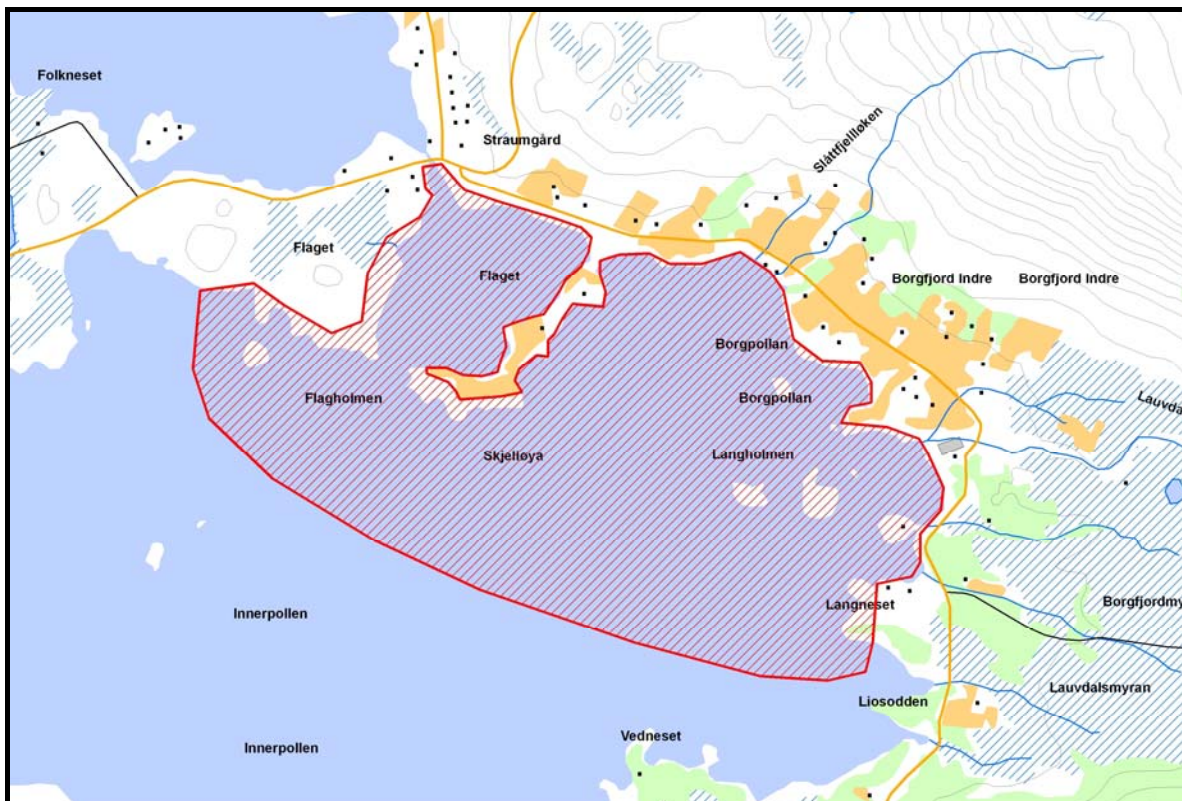 Folkneset
Straumgård
Slåttfjelløken
Flaget
Flaget
Borgfjord Indre
Borgfjord Indre
Borgpollan
Flagholmen
Borgpollan
Lauvda
Skjeløya
Langholmen
Innerpollen
Langneset
Borgfjordmy
Lauvdalsmyran
Liosodden
Vedneset
Innerpollen